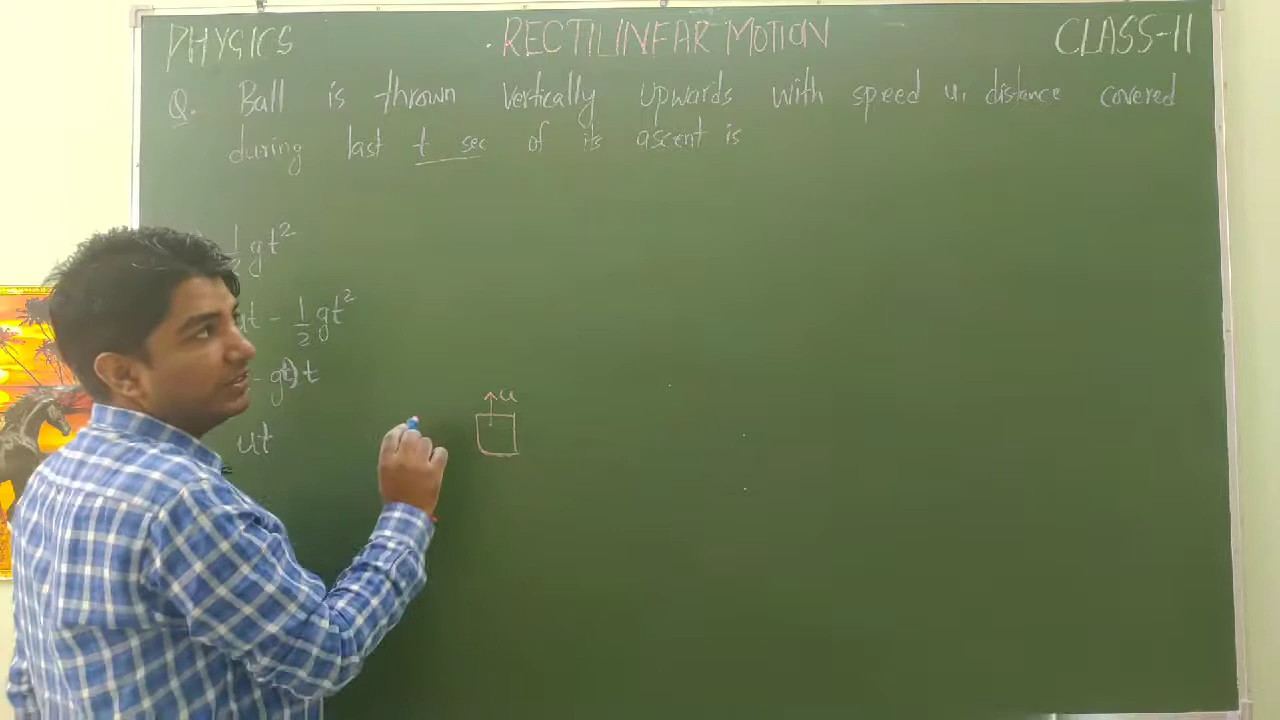 PHYSICS RECTILINEAR MOTION CLASS-11
Q. Ball is thrown vertically upwards with speed u, distance covered
during last t sec of its ascent is
1/2 gt²
ut - 1/2 gt²
- gt) t
ut
u